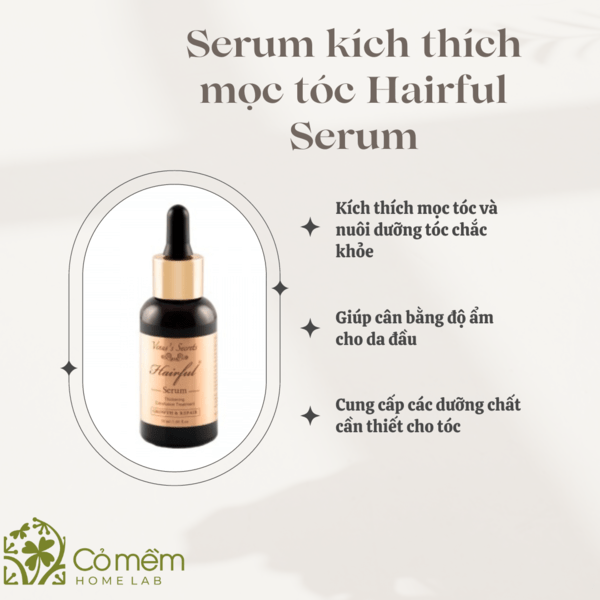 Serum kích thích
mọc tóc Hairful
Serum
Kích thích mọc tóc và
nuôi dưỡng tóc chắc
khỏe
Giúp cân bằng độ ẩm
cho da đầu
Cung cấp các dưỡng chất
cần thiết cho tóc
Hairful
Serum
GROWTH & REPAIR
Cỏ mềm
HOME LAB